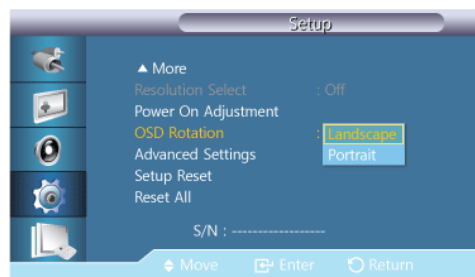 Setup
▲ More
Resolution Select : Off
Power On Adjustment
OSD Rotation : Landscape
Portrait
Advanced Settings
Setup Reset
Reset All
S/N : ------------------
Move Enter Return